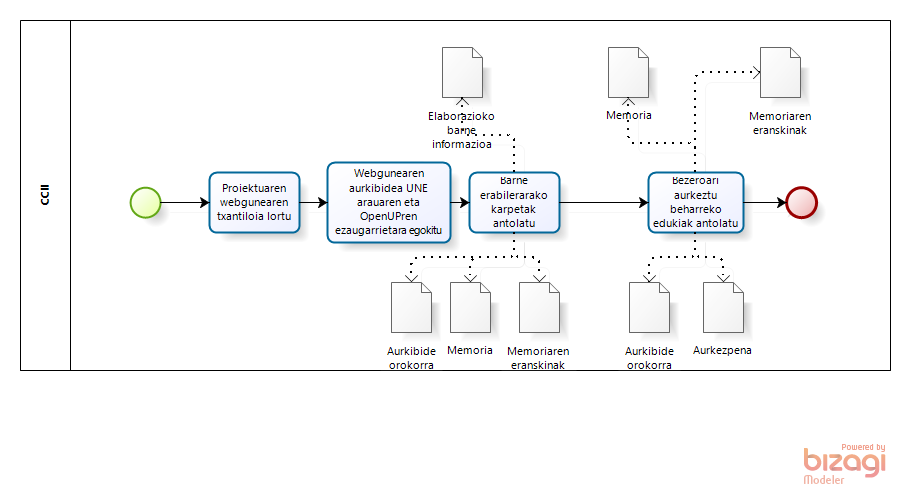 CCII
Elaborazioko
barne
informazioa
Memoria
Memoriaren
eranskinak
Proiektuaren
webgunearen
txantiloia lortu
Webgunearen
aurkibidea UNE
arauaren eta
OpenUPren
ezaugarrietara egokitu
Barne
erabilerarako
karpetak
antolatu
Bezeroari
aurkeztu
beharreko
edukiak antolatu
Aurkibide
orokorra
Memoria
Memoriaren
eranskinak
Aurkibide
orokorra
Aurkezpena
Powered by
bizagi
Modeler